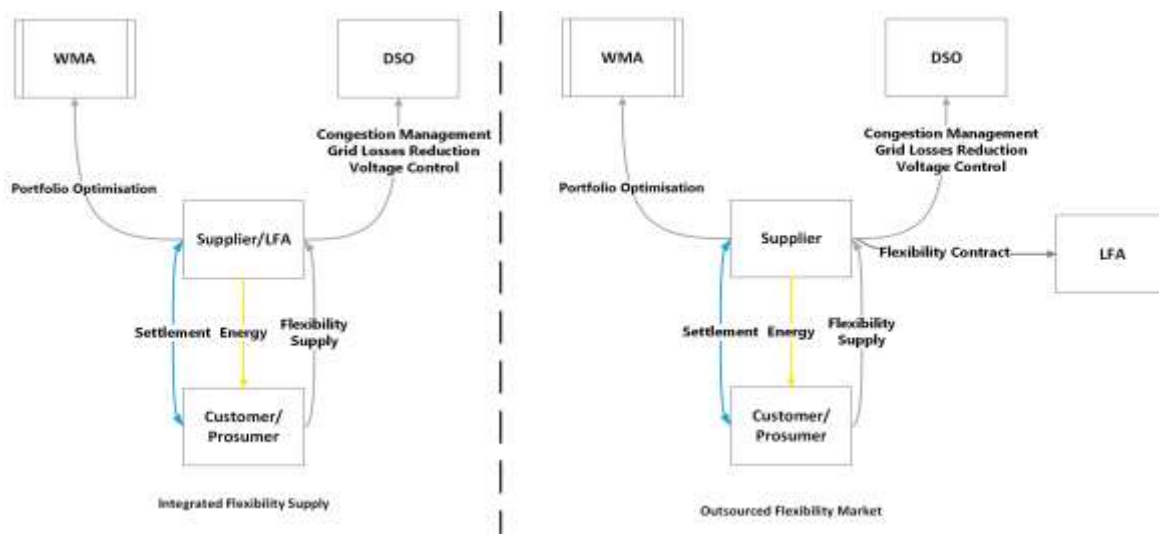 WMA
DSO
Congestion Management
Grid Losses Reduction
Voltage Control
Portfolio Optimisation
Supplier/LFA
Settlement
Energy
Flexibility
Supply
Customer/
Prosumer
Integrated Flexibility Supply
WMA
DSO
Congestion Management
Grid Losses Reduction
Voltage Control
Portfolio Optimisation
Supplier
Flexibility Contract
LFA
Settlement
Energy
Flexibility
Supply
Customer/
Prosumer
Outsourced Flexibility Market